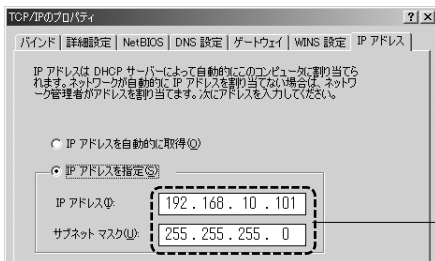 TCP/IPのプロパティ
バインド 詳細設定 NetBIOS DNS 設定 ゲートウェイ WINS 設定 IP アドレス
IP アドレスは DHCP サーバーによって自動的にこのコンピュータに割り当てら
れます。ネットワークが自動的に IP アドレスを割り当てない場合は、ネットワ
ーク管理者がアドレスを割り当てます。次にアドレスを入力してください。
IP アドレスを自動的に取得(O)
IP アドレスを指定(S)
IP アドレス(I): 192 . 168 . 10 . 101
サブネット マスク(U): 255 . 255 . 255 . 0